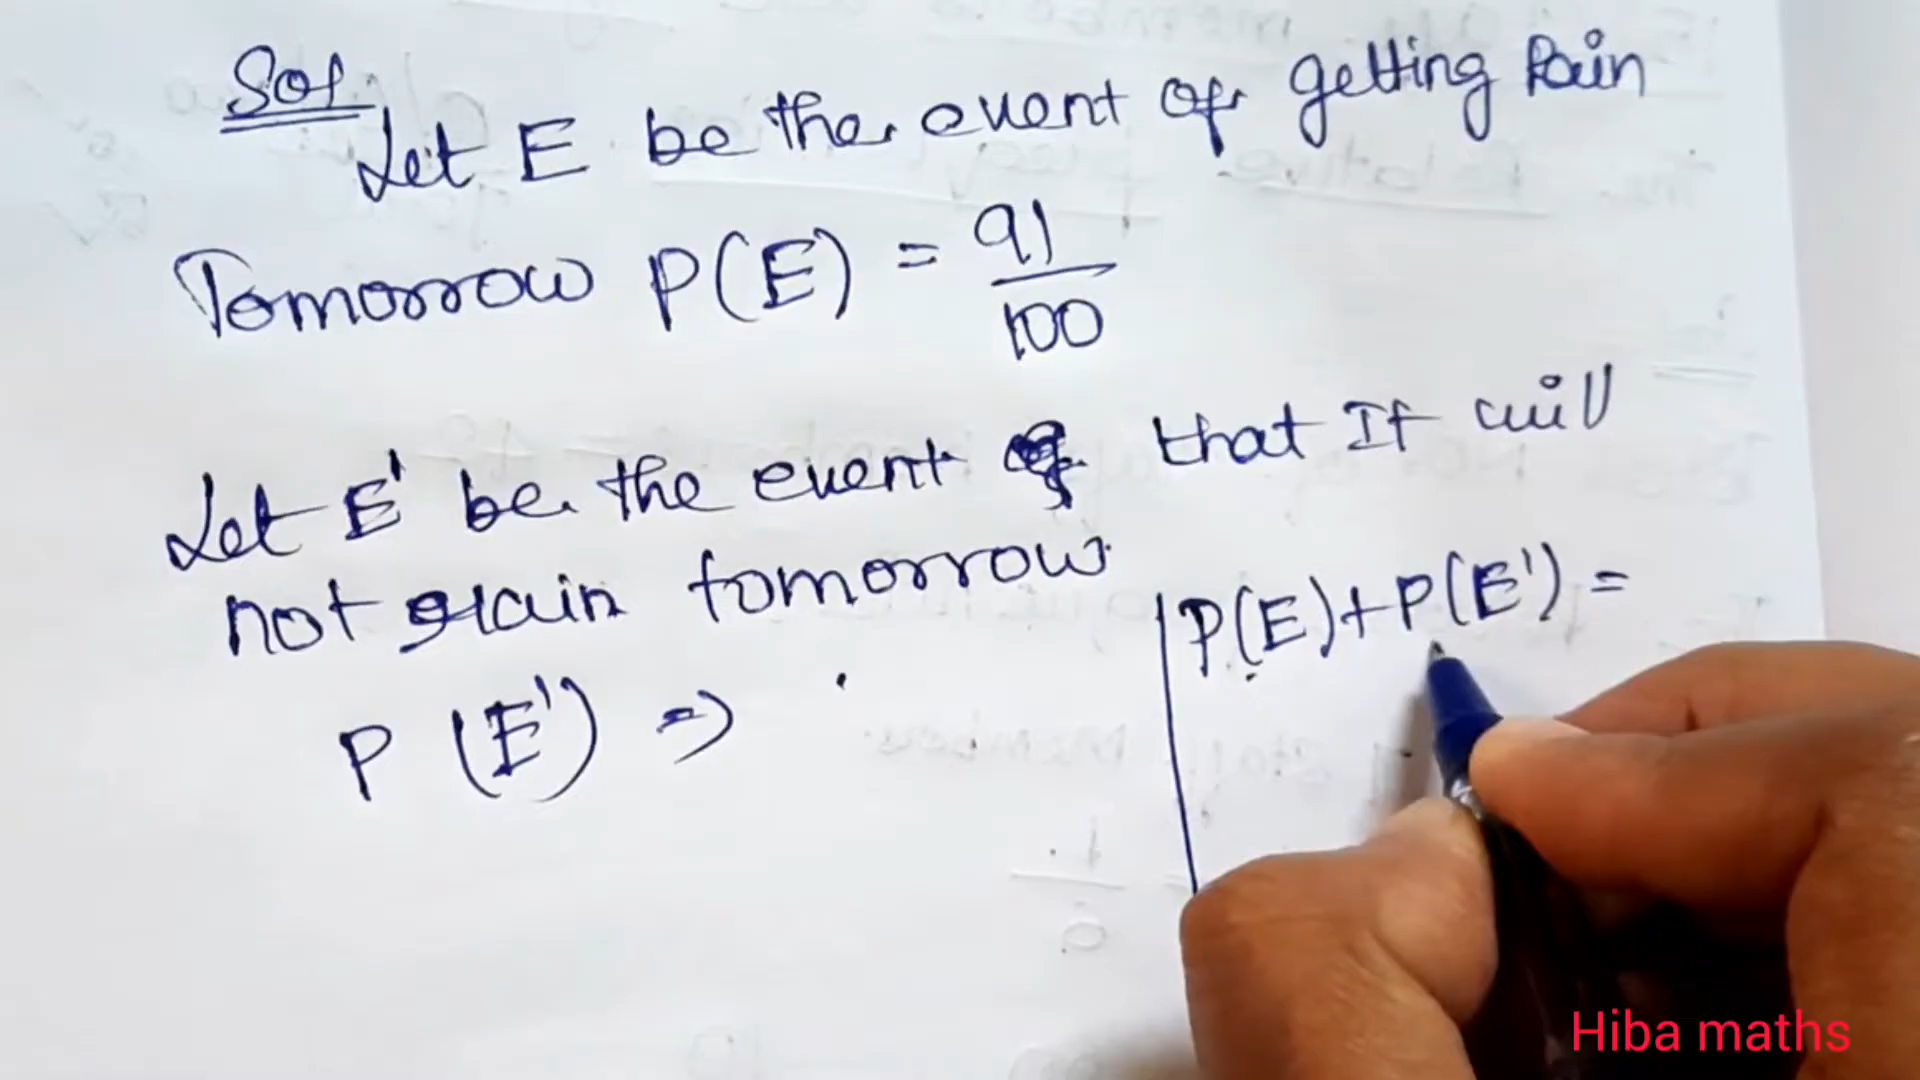 Sol
Let E be the event of getting Rain
Tomorrow P(E) = 91/100
Let E' be the event that It will
not rain tomorrow
P(E)+P(E') =
P (E') ⇒
Hiba maths